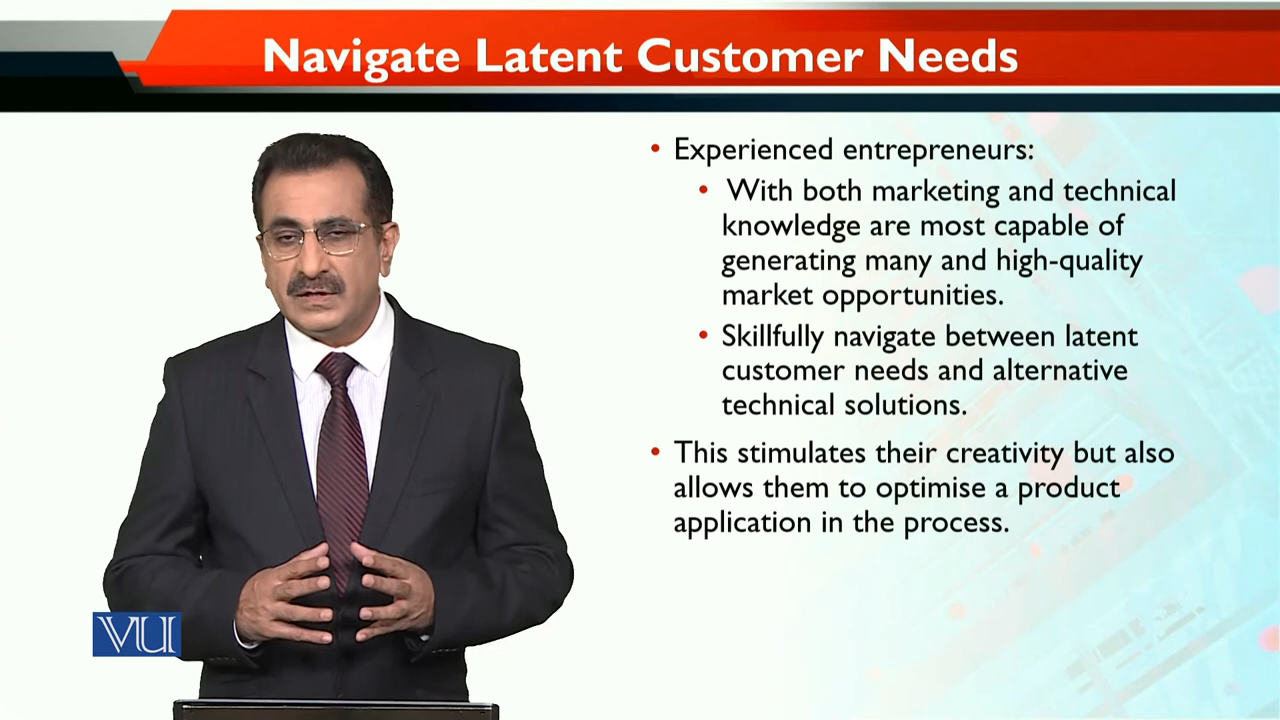 Navigate Latent Customer Needs
• Experienced entrepreneurs:
• With both marketing and technical
knowledge are most capable of
generating many and high-quality
market opportunities.
• Skillfully navigate between latent
customer needs and alternative
technical solutions.
• This stimulates their creativity but also
allows them to optimise a product
application in the process.
VU